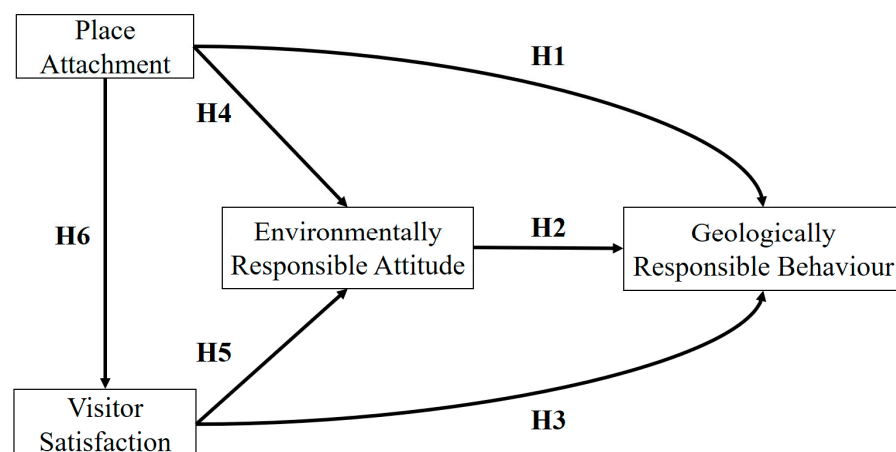 Place
Attachment
H1
H4
Environmentally
Responsible Attitude
H2
Geologically
Responsible Behaviour
H6
H5
Visitor
Satisfaction
H3